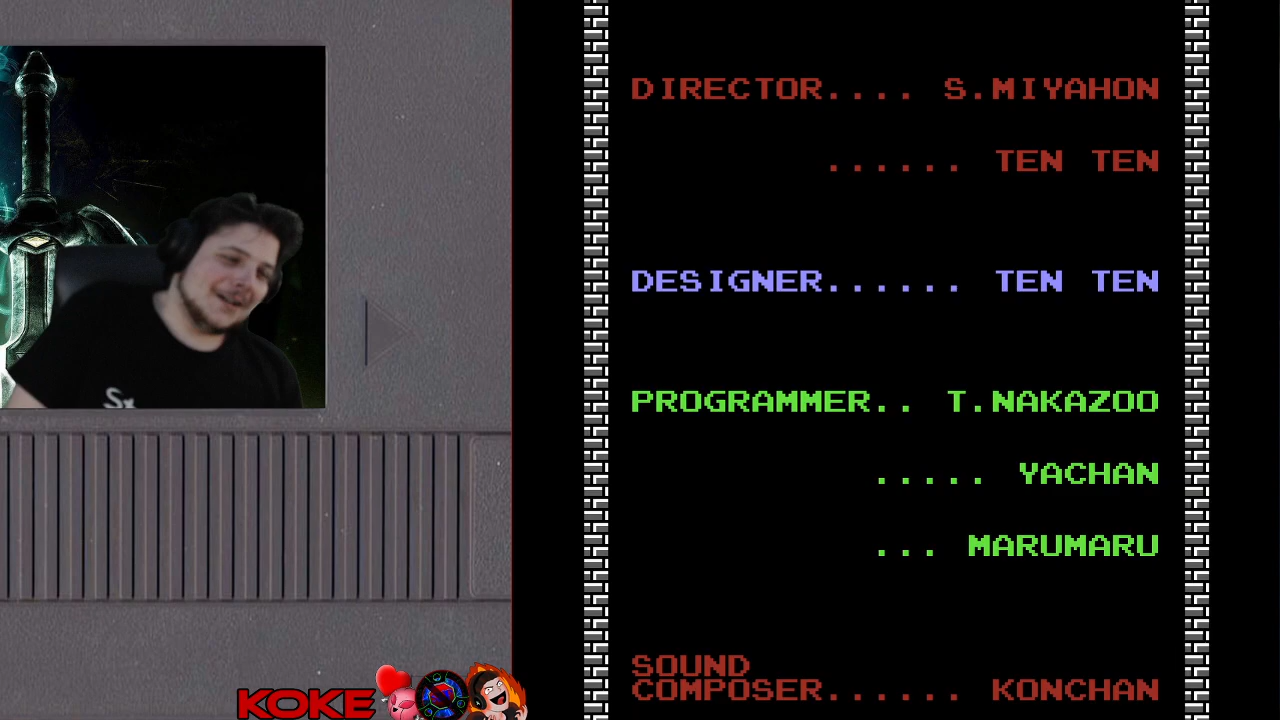 DIRECTOR.... S.MIYAHON
...... TEN TEN
DESIGNER...... TEN TEN
PROGRAMMER.. T.NAKAZOO
..... YACHAN
... MARUMARU
SOUND
COMPOSER...... KONCHAN
KOKE